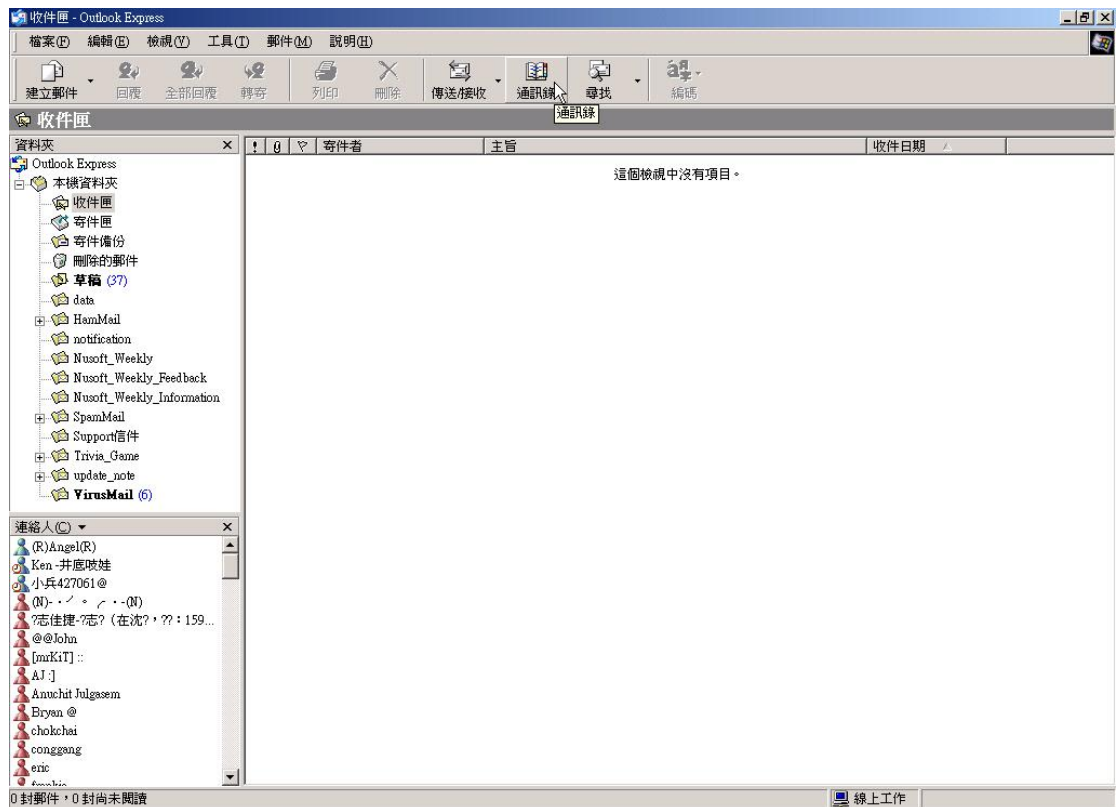 收件匣 - Outlook Express
檔案(F) 編輯(E) 檢視(V) 工具(T) 郵件(M) 說明(H)
建立郵件 回覆 全部回覆 轉寄 列印 刪除 傳送/接收 通訊錄 尋找 編碼
通訊錄
收件匣
資料夾
! 寄件者 主旨 收件日期
這個檢視中沒有項目。
Outlook Express
本機資料夾
收件匣
寄件匣
寄件備份
刪除的郵件
草稿 (37)
data
HamMail
notification
Nusoft_Weekly
Nusoft_Weekly_Feedback
Nusoft_Weekly_Information
SpamMail
Support信件
Trivia_Game
update_note
VirusMail (6)
連絡人(C)
(R)Angel(R)
Ken -井底吱娃
小兵427061@
?志佳捷-?志? (在沈?,??:159...
@@John
[mrKiT] ::
AJ :]
Anuchit Julgasem
Bryan @
chokchai
conggang
eric
0 封郵件,0 封尚未閱讀
線上工作